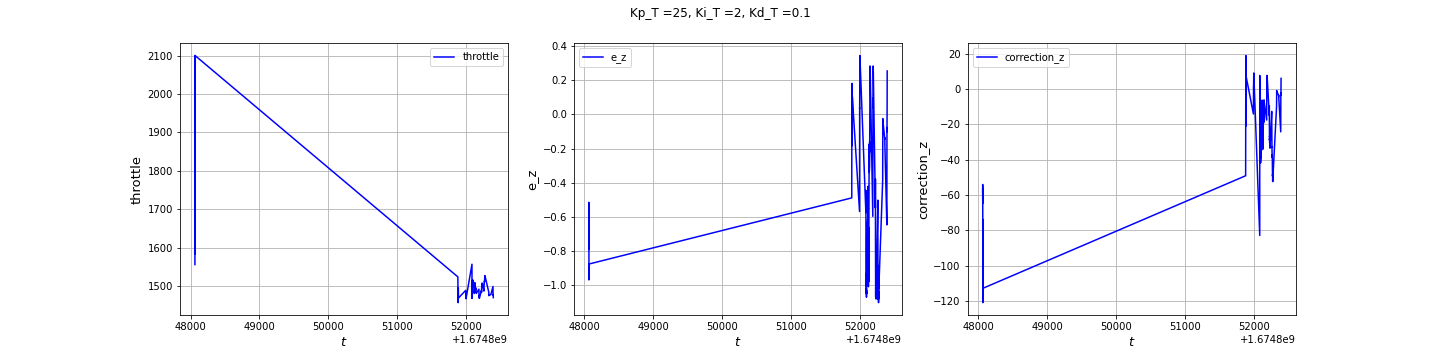 Kp_T =25, Ki_T =2, Kd_T =0.1
throttle
2100
2000
1900
1800
1700
1600
1500
throttle
48000 49000 50000 51000 52000
+1.6748e9
t
e_z
0.4
0.2
0.0
−0.2
−0.4
−0.6
−0.8
−1.0
e_z
48000 49000 50000 51000 52000
+1.6748e9
t
correction_z
20
0
−20
−40
−60
−80
−100
−120
correction_z
48000 49000 50000 51000 52000
+1.6748e9
t